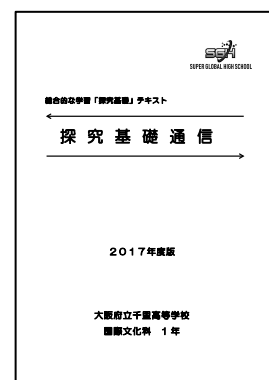 SGH
SUPER GLOBAL HIGH SCHOOL
総合的な学習「探究基礎」テキスト
探究基礎通信
2017年度版
大阪府立千里高等学校
国際文化科 1年